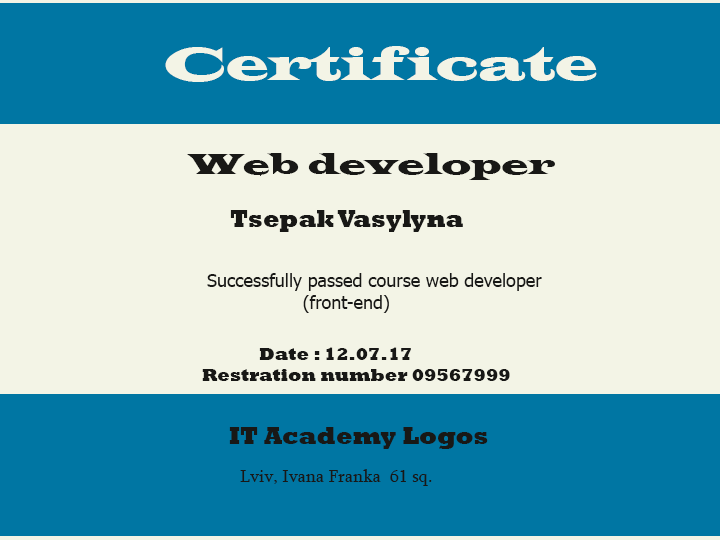 Certificate
Web developer
Tsepak Vasylyna
Successfully passed course web developer
(front-end)
Date : 12.07.17
Restration number 09567999
IT Academy Logos
Lviv, Ivana Franka 61 sq.